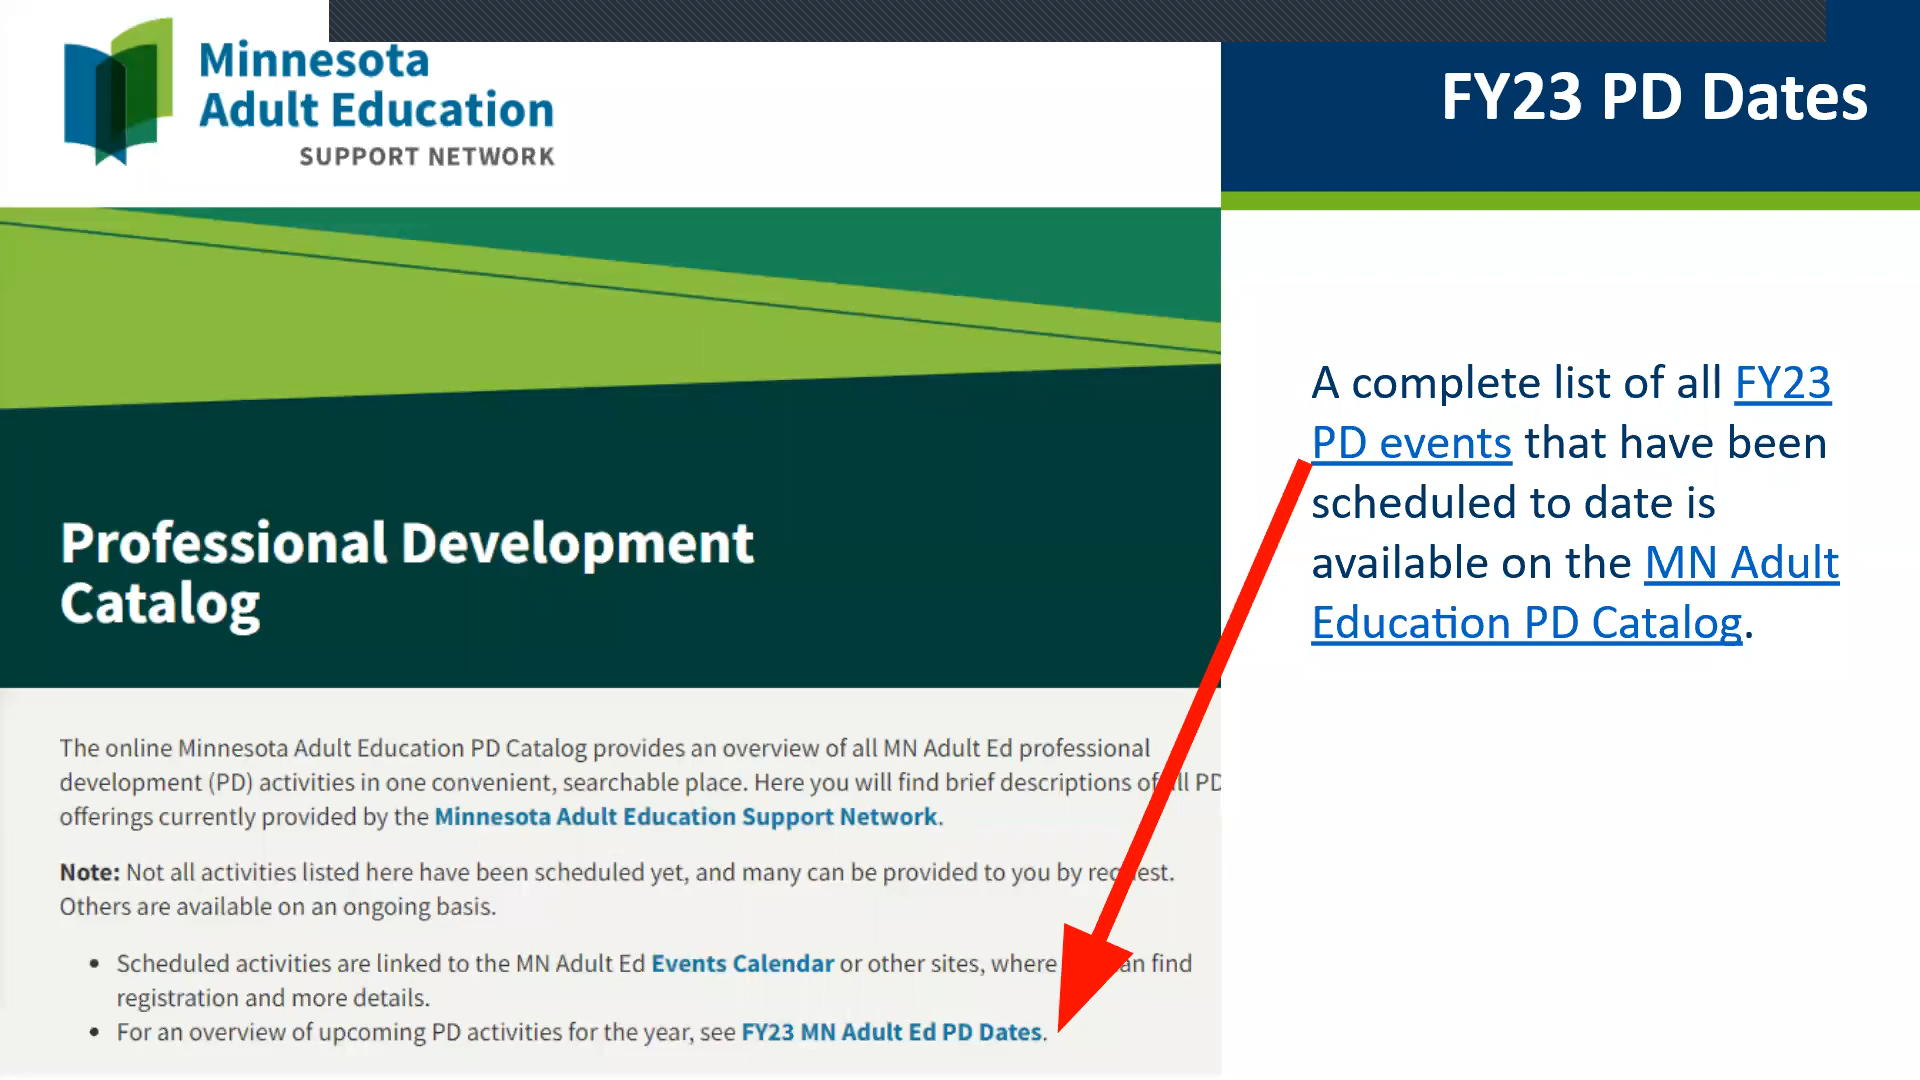 Minnesota
Adult Education
SUPPORT NETWORK
FY23 PD Dates
Professional Development
Catalog
The online Minnesota Adult Education PD Catalog provides an overview of all MN Adult Ed professional
development (PD) activities in one convenient, searchable place. Here you will find brief descriptions of all PD
offerings currently provided by the Minnesota Adult Education Support Network.
Note: Not all activities listed here have been scheduled yet, and many can be provided to you by request.
Others are available on an ongoing basis.
• Scheduled activities are linked to the MN Adult Ed Events Calendar or other sites, where can find
registration and more details.
• For an overview of upcoming PD activities for the year, see FY23 MN Adult Ed PD Dates.
A complete list of all FY23
PD events that have been
scheduled to date is
available on the MN Adult
Education PD Catalog.